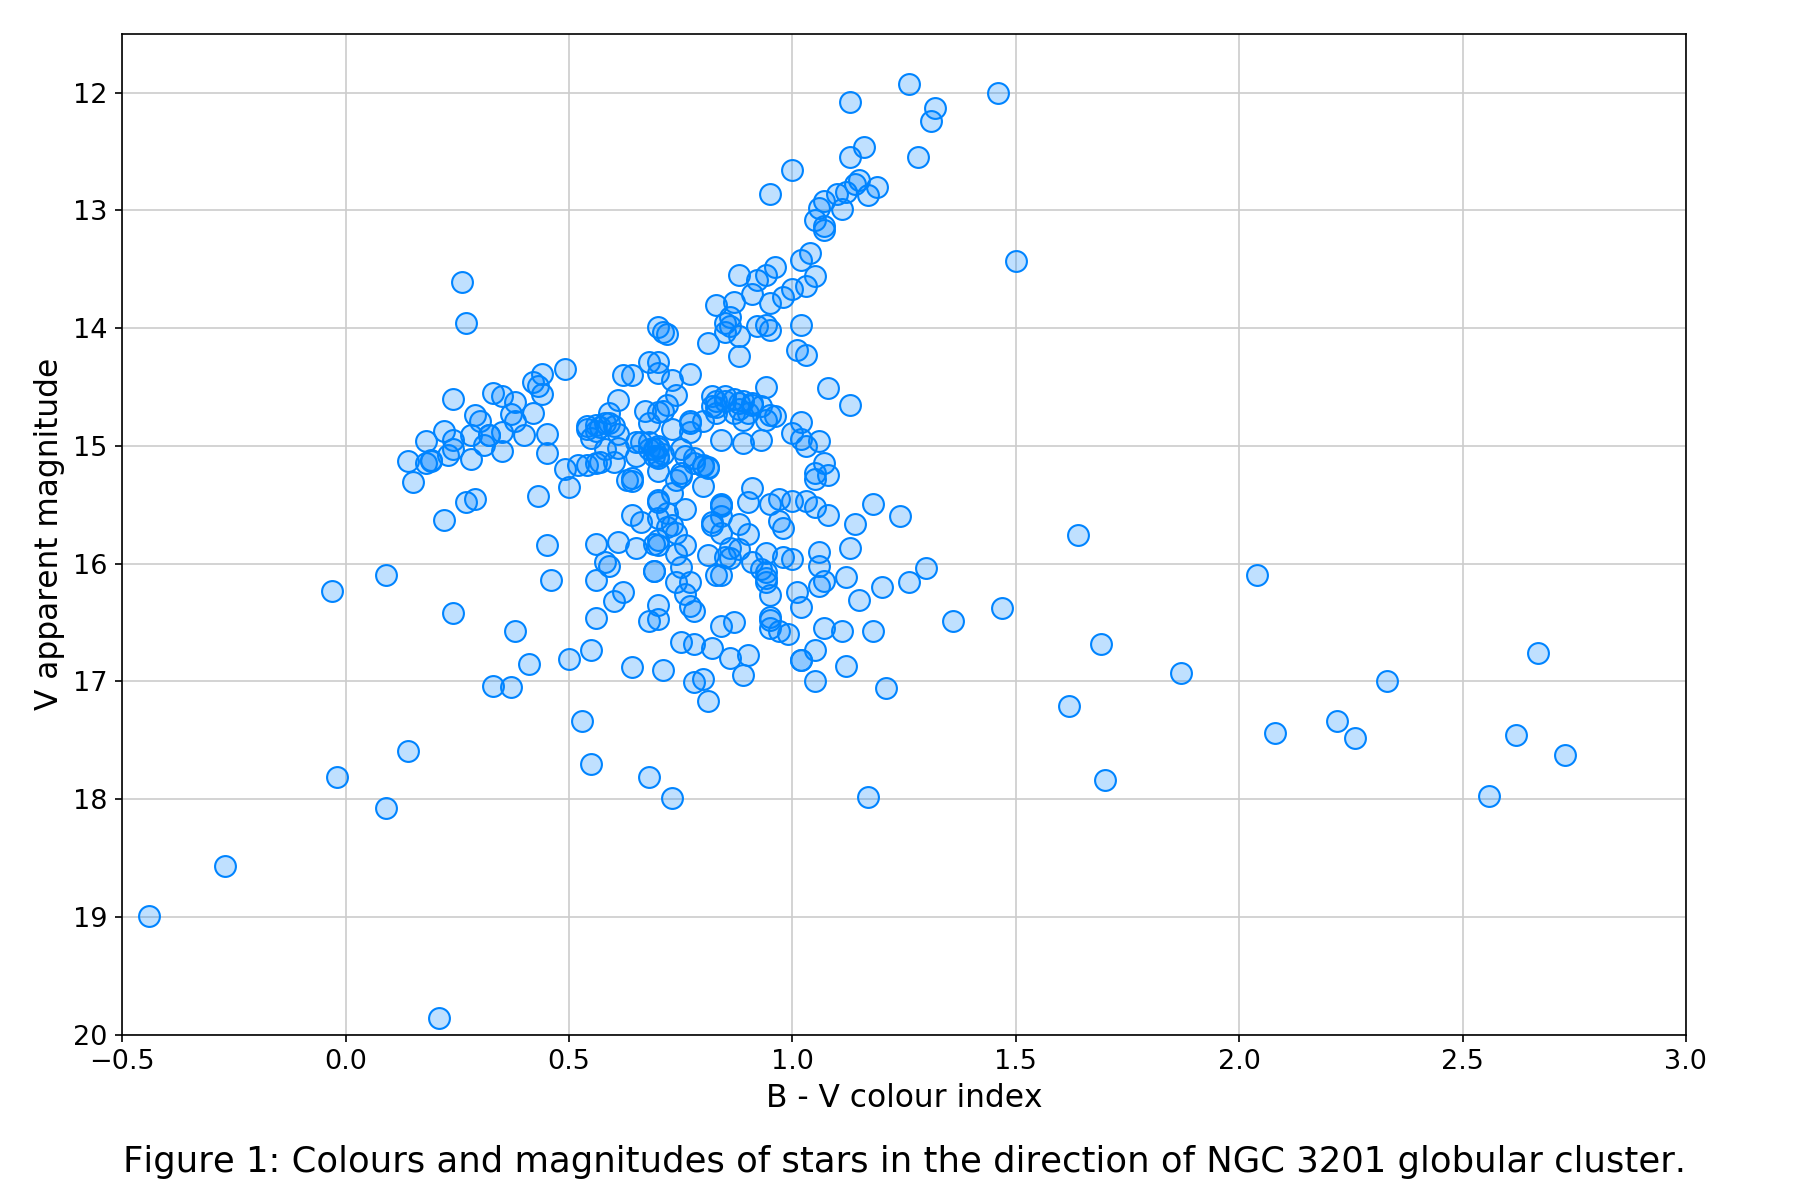 12
13
14
15
16
17
18
19
20
V apparent magnitude
−0.5 0.0 0.5 1.0 1.5 2.0 2.5 3.0
B - V colour index
Figure 1: Colours and magnitudes of stars in the direction of NGC 3201 globular cluster.